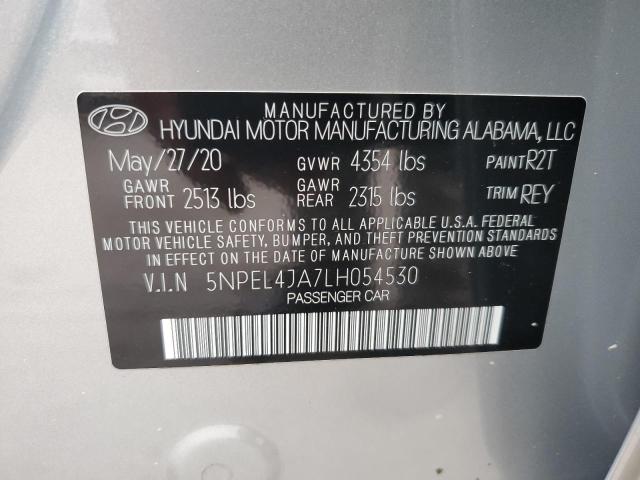 MANUFACTURED BY
HYUNDAI MOTOR MANUFACTURING ALABAMA, LLC
May/27/20 GVWR 4354 lbs PAINT R2T
GAWR FRONT 2513 lbs GAWR REAR 2315 lbs TRIM REY
THIS VEHICLE CONFORMS TO ALL APPLICABLE U.S.A. FEDERAL
MOTOR VEHICLE SAFETY, BUMPER, AND THEFT PREVENTION
STANDARDS IN EFFECT ON THE DATE OF MANUFACTURE SHOWN ABOVE
V.I.N 5NPEL4JA7LH054530
PASSENGER CAR